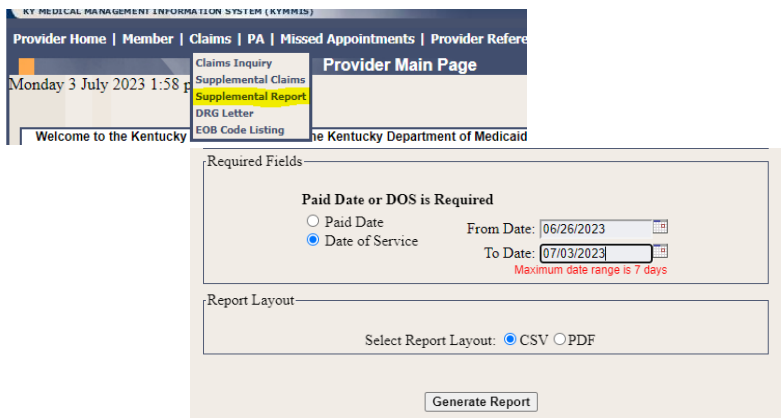 KY MEDICAL MANAGEMENT INFORMATION SYSTEM (KYMMIS)
Provider Home | Member | Claims | PA | Missed Appointments | Provider Refere
Claims Inquiry
Supplemental Claims
Supplemental Report
DRG Letter
EOB Code Listing
Provider Main Page
Monday 3 July 2023 1:58 p
Welcome to the Kentucky he Kentucky Department of Medicaid
Required Fields
Paid Date or DOS is Required
Paid Date
Date of Service
From Date: 06/26/2023
To Date: 07/03/2023
Maximum date range is 7 days
Report Layout
Select Report Layout: CSV PDF
Generate Report